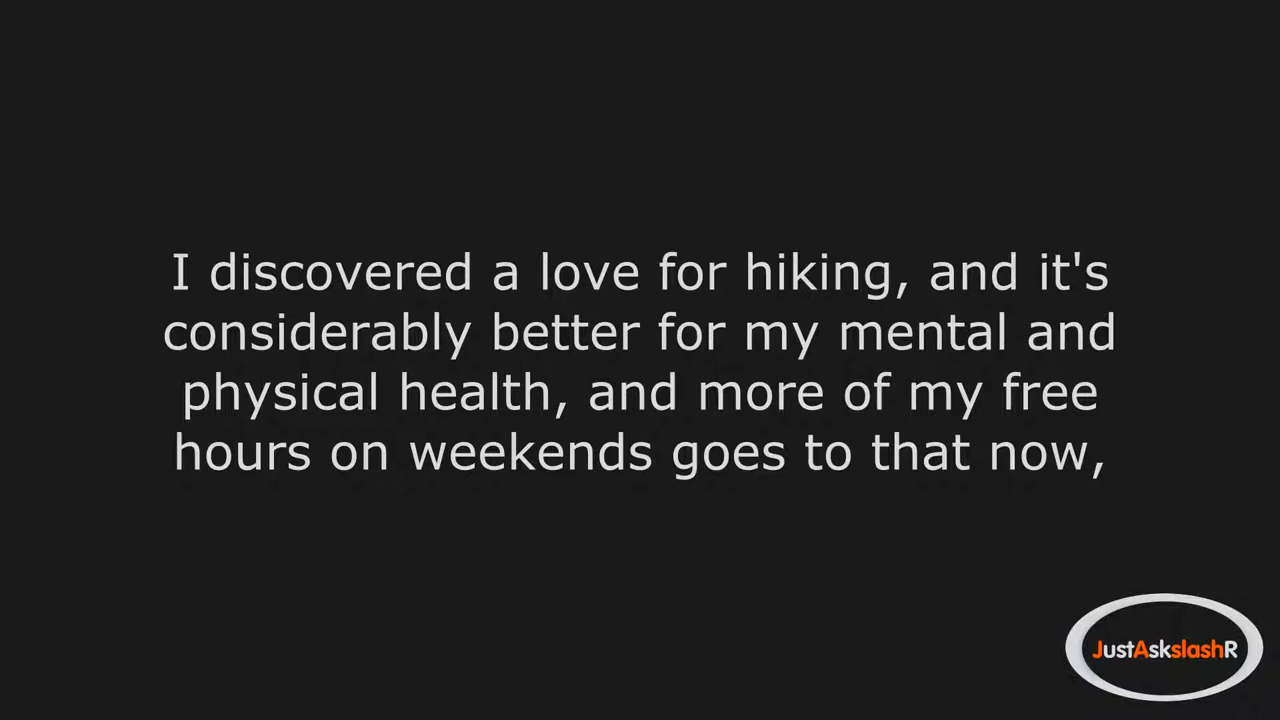 I discovered a love for hiking, and it's
considerably better for my mental and
physical health, and more of my free
hours on weekends goes to that now,
JustAskslashR